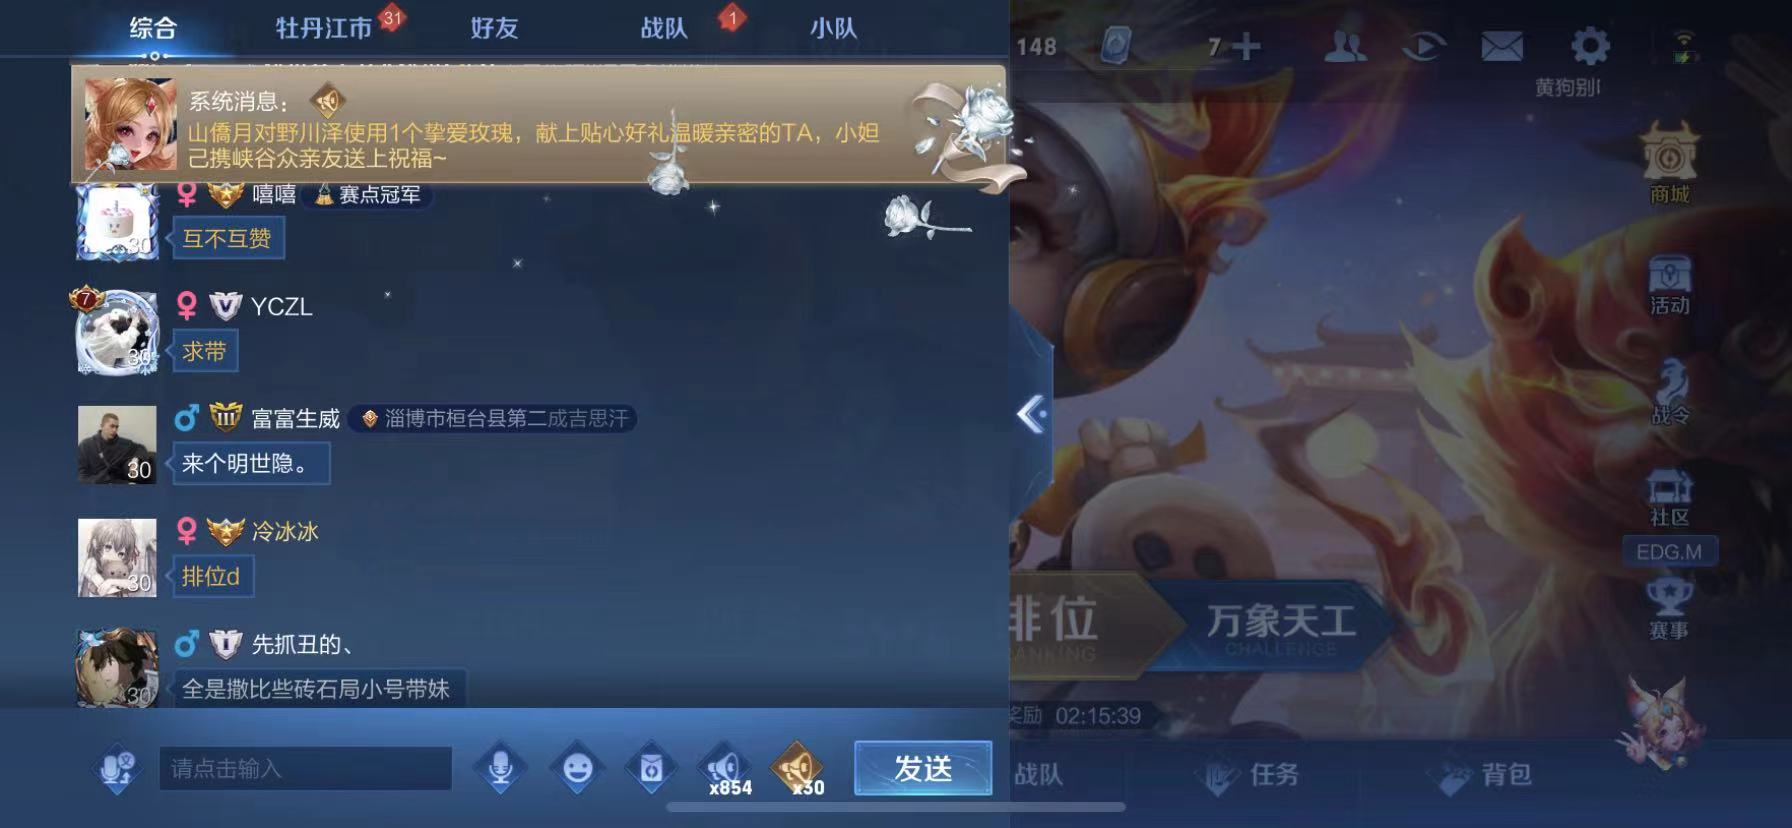 综合
牡丹江市
31
好友
战队
1
小队
148
7
黄狗别
系统消息：
山僑月对野川泽使用1个挚爱玫瑰，献上贴心好礼温暖亲密的TA，小妲
己携峡谷众亲友送上祝福~
嘻嘻 赛点冠军
30
互不互赞
7
V YCZL
30
求带
III 富富生威 淄博市桓台县第二成吉思汗
30
来个明世隐。
冷冰冰
30
排位d
I 先抓丑的、
30
全是撒比些砖石局小号带妹
请点击输入
x854
x30
发送
商城
活动
战令
社区
EDG.M
赛事
排位
RANKING
万象天工
CHALLENGE
奖励 02:15:39
战队
任务
背包